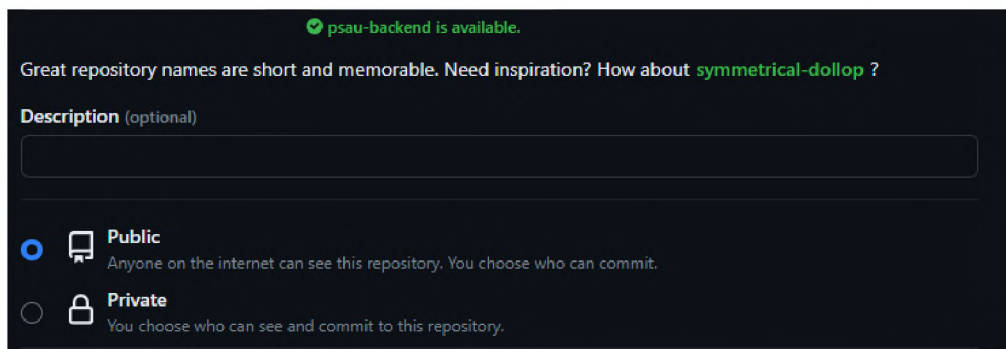 psau-backend is available.
Great repository names are short and memorable. Need inspiration? How about symmetrical-dollop ?
Description (optional)
Public
Anyone on the internet can see this repository. You choose who can commit.
Private
You choose who can see and commit to this repository.